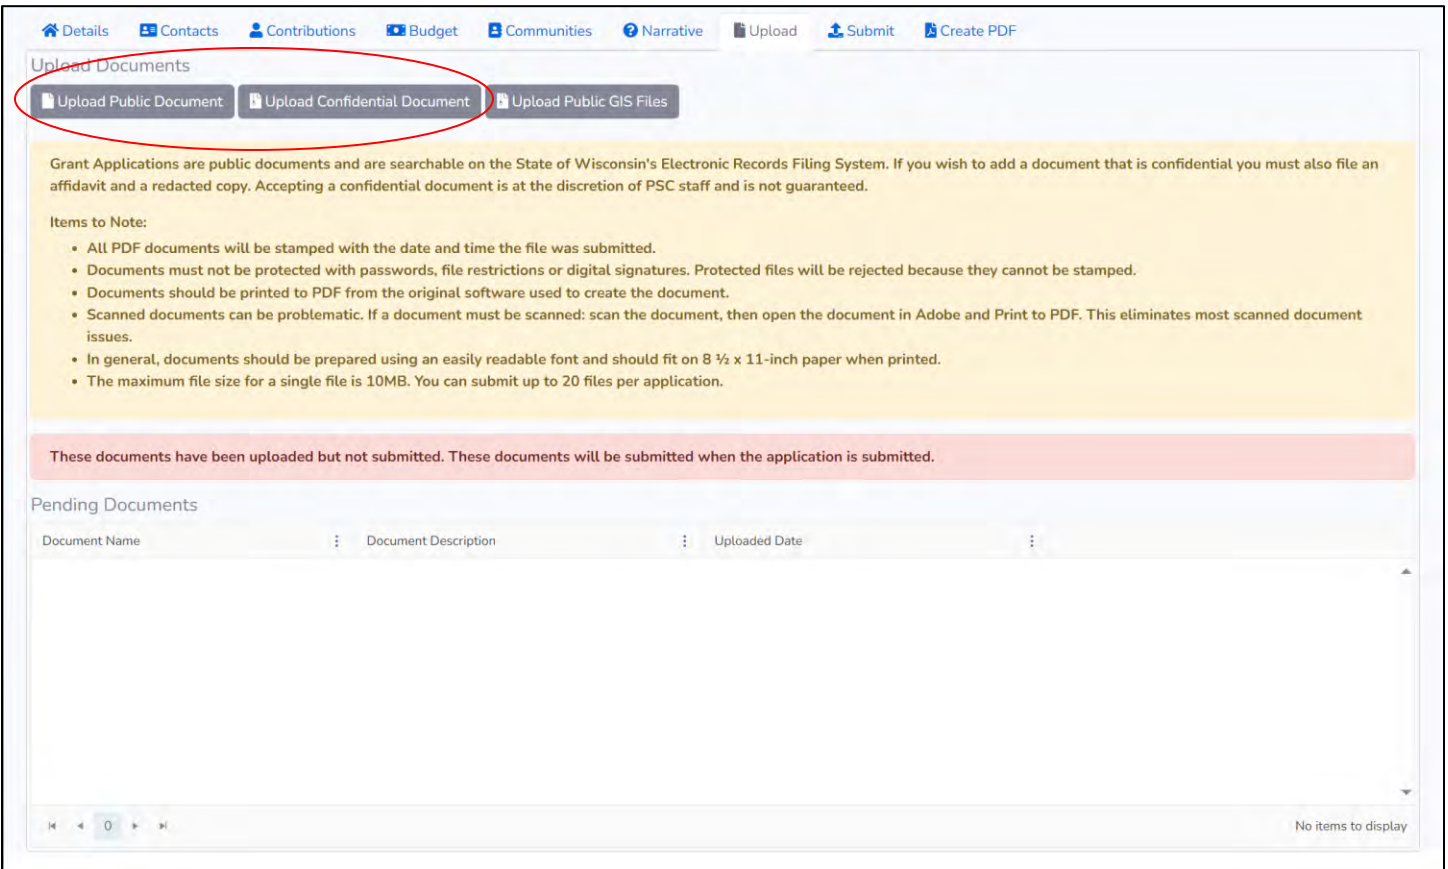 Details Contacts Contributions Budget Communities Narrative Upload Submit Create PDF
Upload Documents
Upload Public Document Upload Confidential Document Upload Public GIS Files
Grant Applications are public documents and are searchable on the State of Wisconsin's Electronic Records Filing System. If you wish to add a document that is confidential you must also file an
affidavit and a redacted copy. Accepting a confidential document is at the discretion of PSC staff and is not guaranteed.
Items to Note:
• All PDF documents will be stamped with the date and time the file was submitted.
• Documents must not be protected with passwords, file restrictions or digital signatures. Protected files will be rejected because they cannot be stamped.
• Documents should be printed to PDF from the original software used to create the document.
• Scanned documents can be problematic. If a document must be scanned: scan the document, then open the document in Adobe and Print to PDF. This eliminates most scanned document
issues.
• In general, documents should be prepared using an easily readable font and should fit on 8 ½ x 11-inch paper when printed.
• The maximum file size for a single file is 10MB. You can submit up to 20 files per application.
These documents have been uploaded but not submitted. These documents will be submitted when the application is submitted.
Pending Documents
Document Name Document Description Uploaded Date
0 No items to display